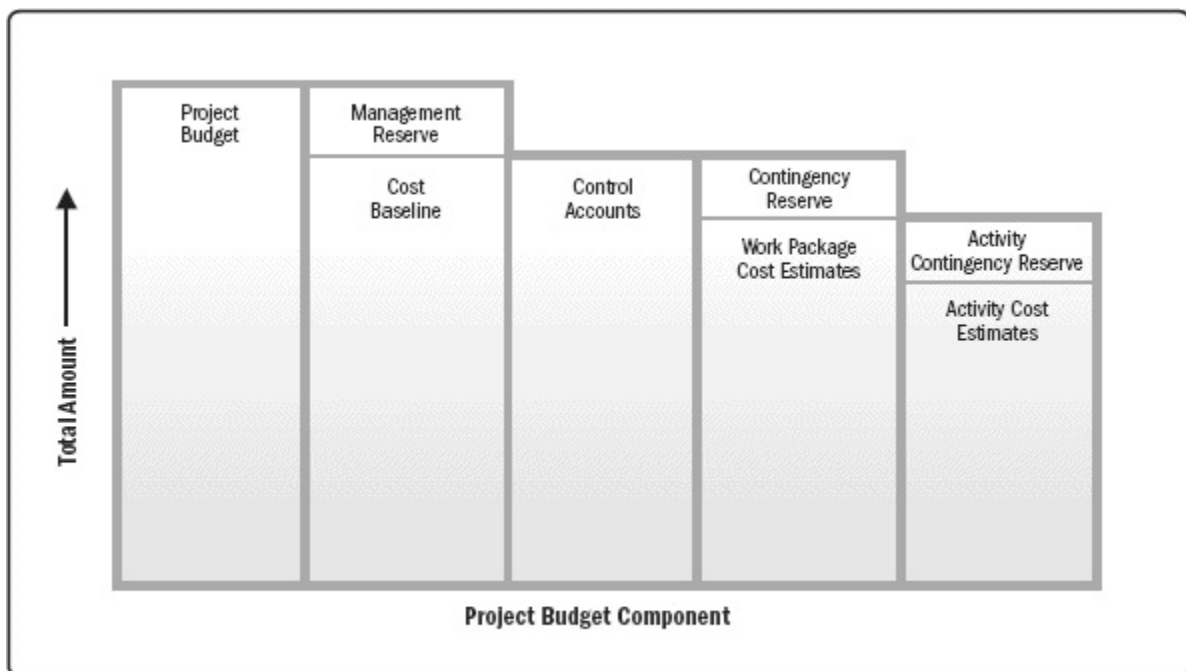 Project
Budget
Management
Reserve
Cost
Baseline
Control
Accounts
Contingency
Reserve
Work Package
Cost Estimates
Activity
Contingency Reserve
Activity Cost
Estimates
Total Amount
Project Budget Component